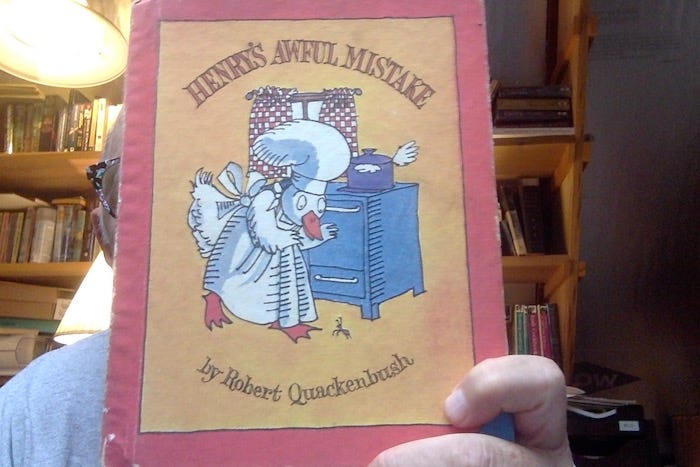 HENRY'S AWFUL MISTAKE
by Robert Quackenbush